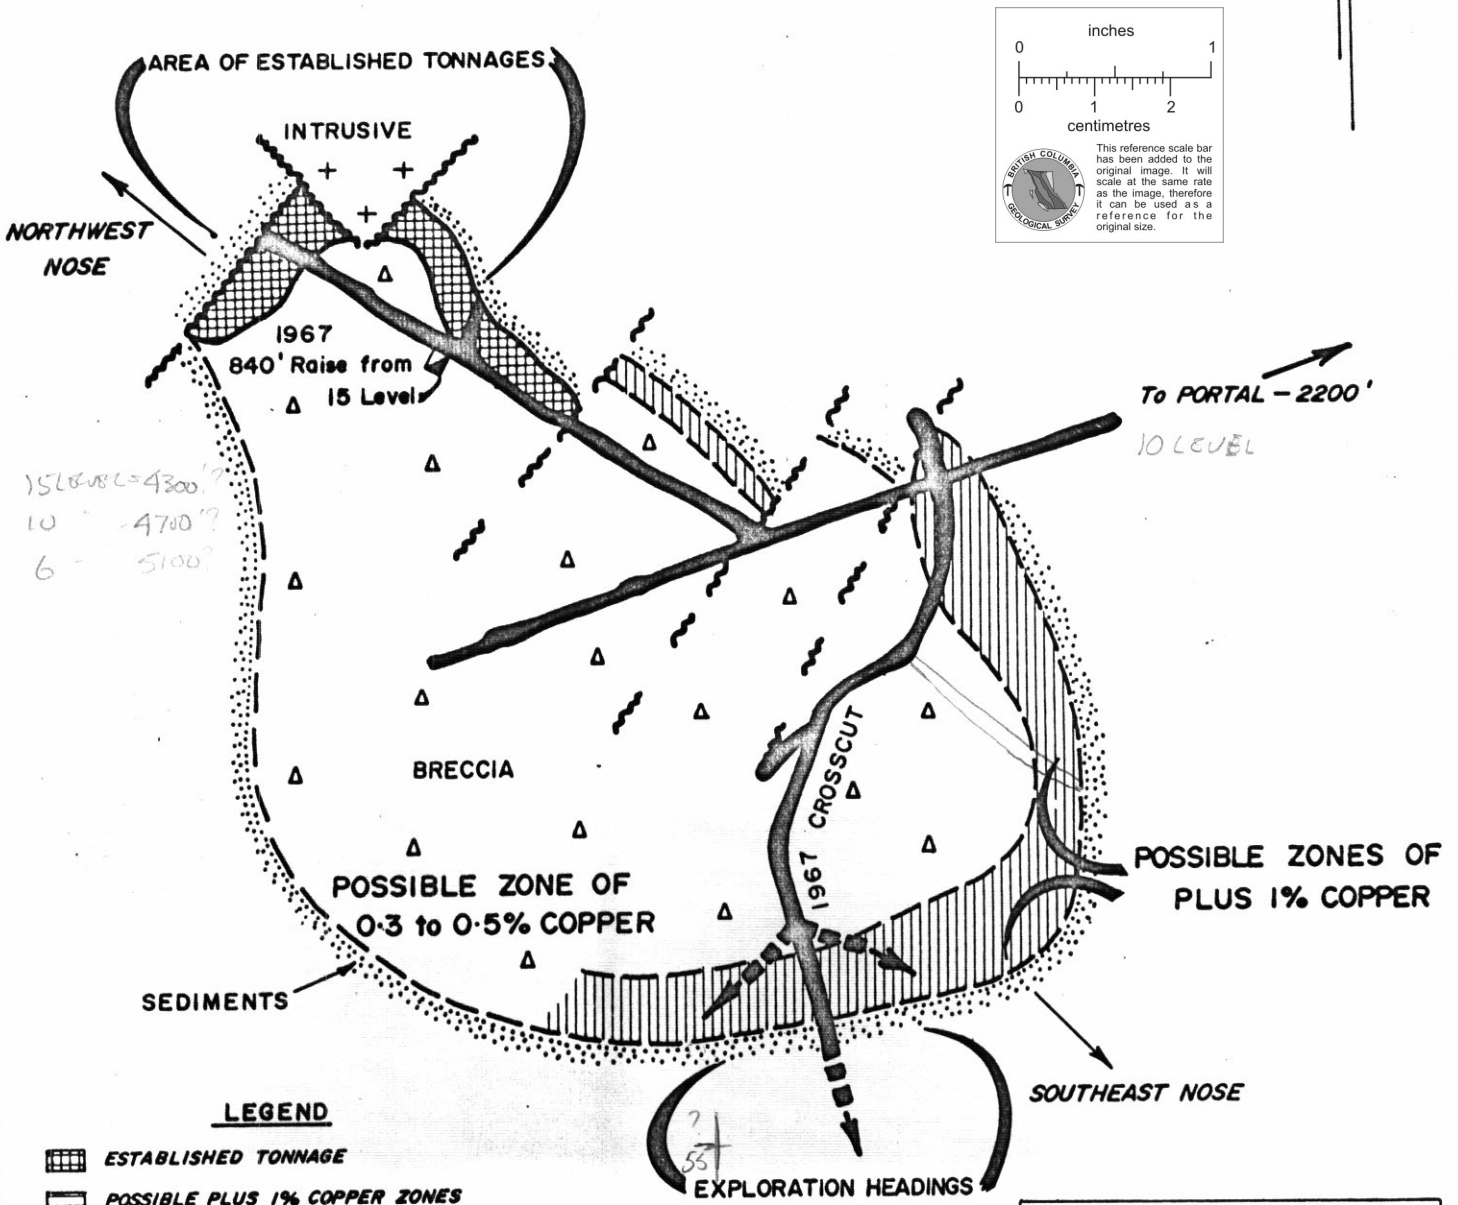 AREA OF ESTABLISHED TONNAGES
INTRUSIVE
NORTHWEST
NOSE
1967
840' Raise from
15 Level
inches
0 1
0 1 2
centimetres
BRITISH COLUMBIA
GEOLOGICAL SURVEY
This reference scale bar
has been added to the
original image. It will
scale at the same rate
as the image, therefore
it can be used as a
reference for the
original size.
To PORTAL - 2200'
10 LEVEL
15 LEVEL = 4300'?
10 " - 4700'?
6 - 5100?
BRECCIA
1967 CROSSCUT
POSSIBLE ZONE OF
0.3 to 0.5% COPPER
POSSIBLE ZONES OF
PLUS 1% COPPER
SEDIMENTS
SOUTHEAST NOSE
?
55
EXPLORATION HEADINGS
LEGEND
ESTABLISHED TONNAGE
POSSIBLE PLUS 1% COPPER ZONES